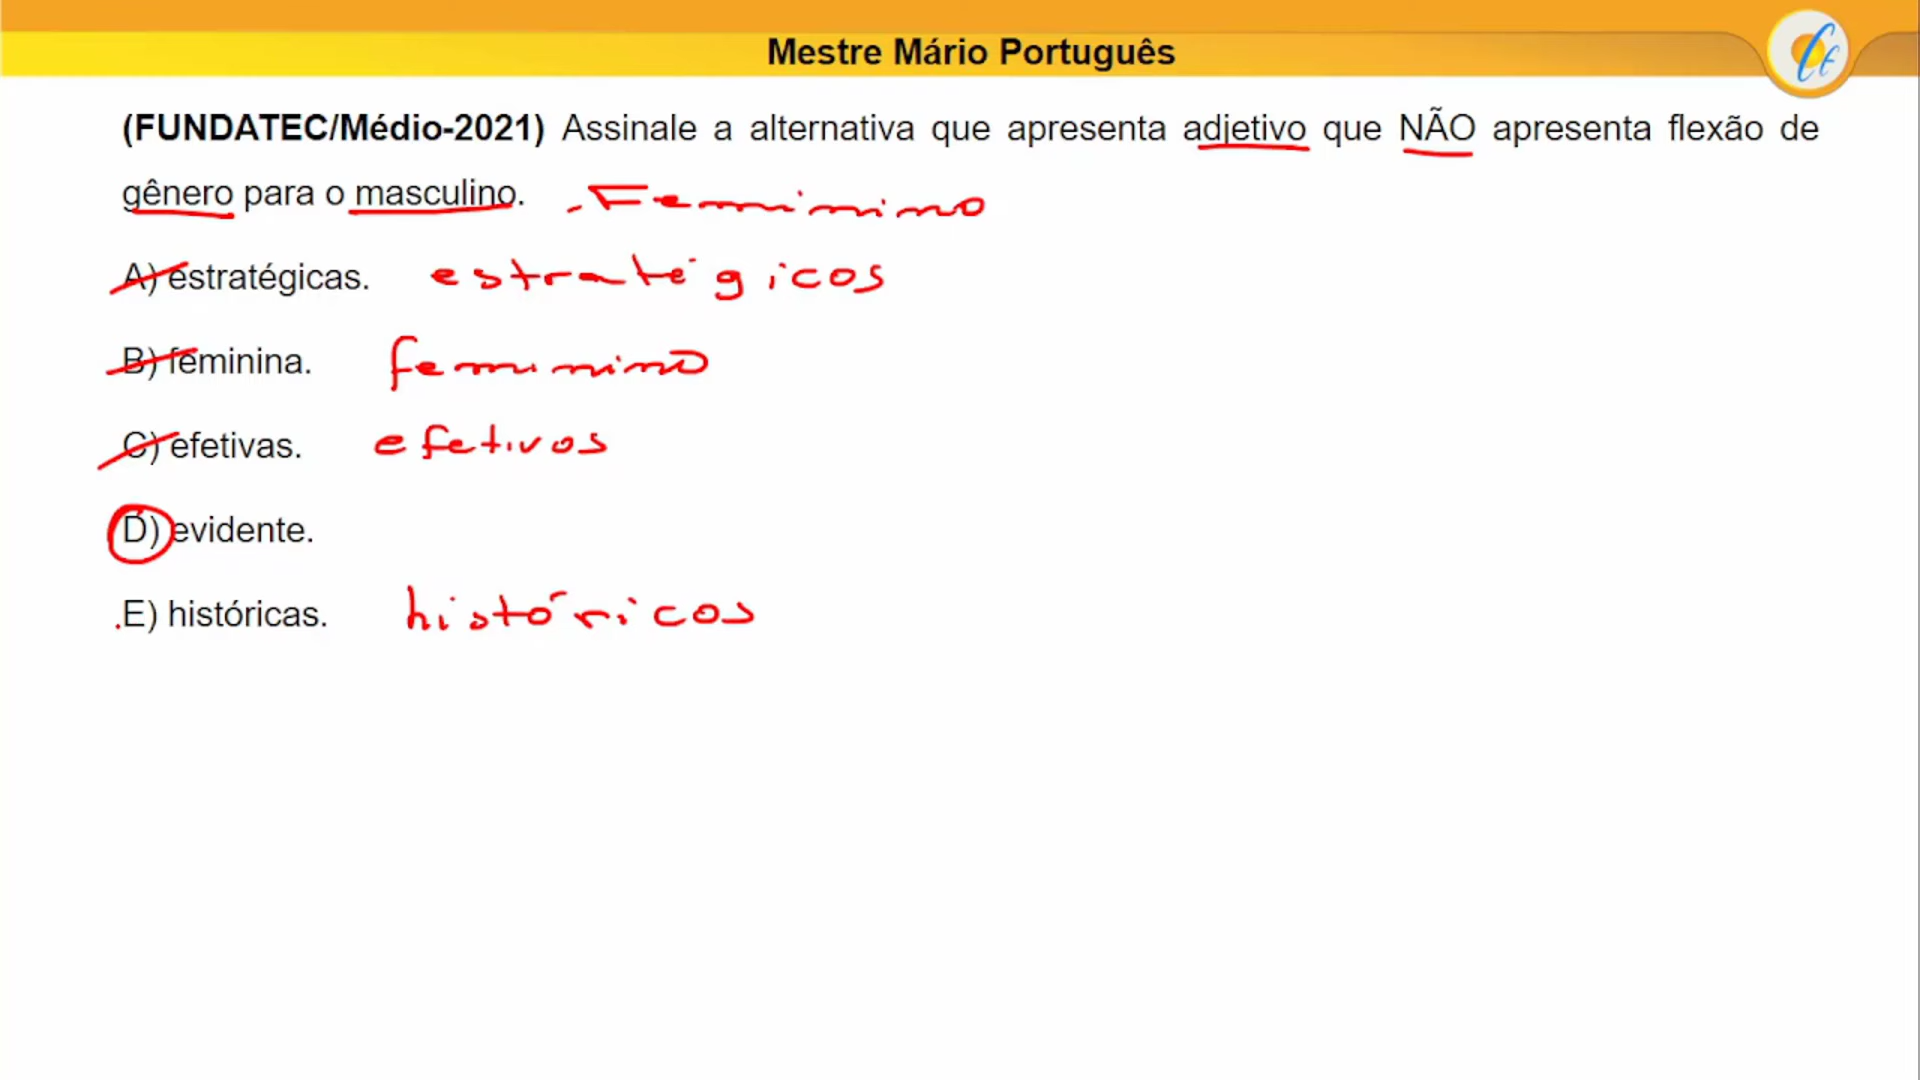 Mestre Mário Português
(FUNDATEC/Médio-2021) Assinale a alternativa que apresenta adjetivo que NÃO apresenta flexão de
gênero para o masculino. Feminino
A) estratégicas. estratégicos
B) feminina. feminino
C) efetivas. efetivos
D) evidente.
E) históricas. históricos